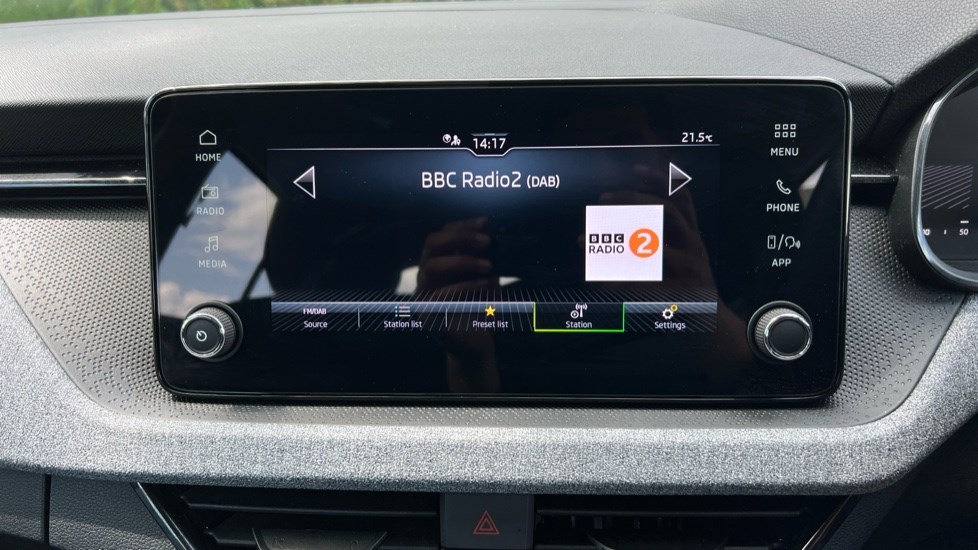 14:17
21.5°C
HOME
MENU
BBC Radio2 (DAB)
RADIO
PHONE
BBC
RADIO 2
MEDIA
APP
FM/DAB
Source
Station list
Preset list
Station
Settings
50